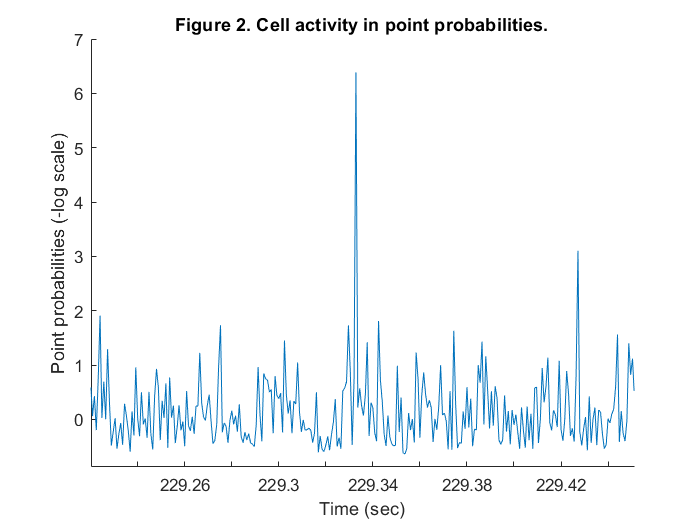 Figure 2. Cell activity in point probabilities.
7
6
5
4
3
2
1
0
Point probabilities (-log scale)
229.26 229.3 229.34 229.38 229.42
Time (sec)